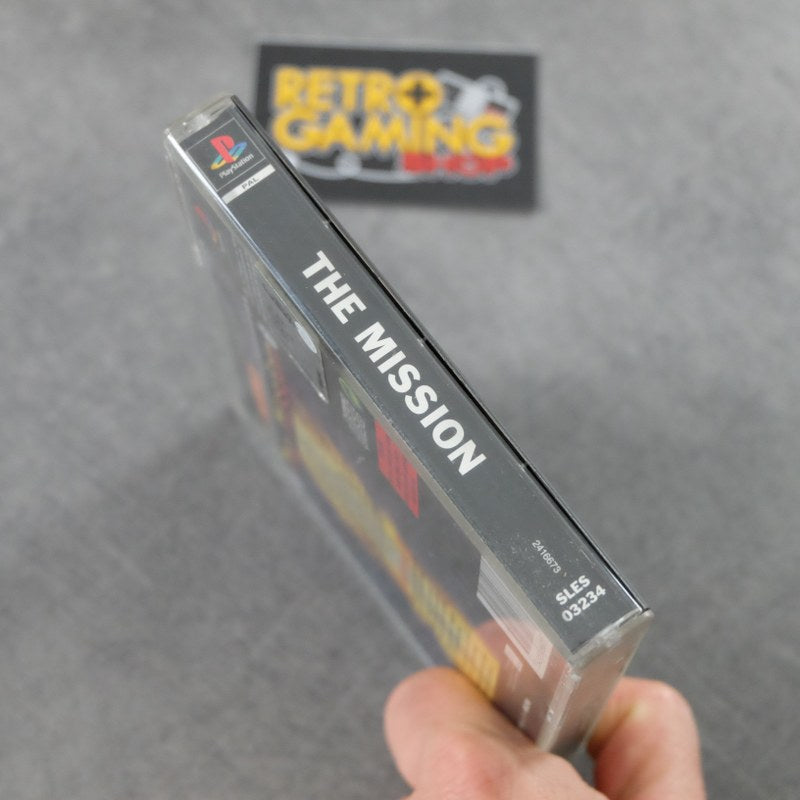 RETRO
GAMING
SHOP
PlayStation
PAL
THE MISSION
2416673
SLES
03234